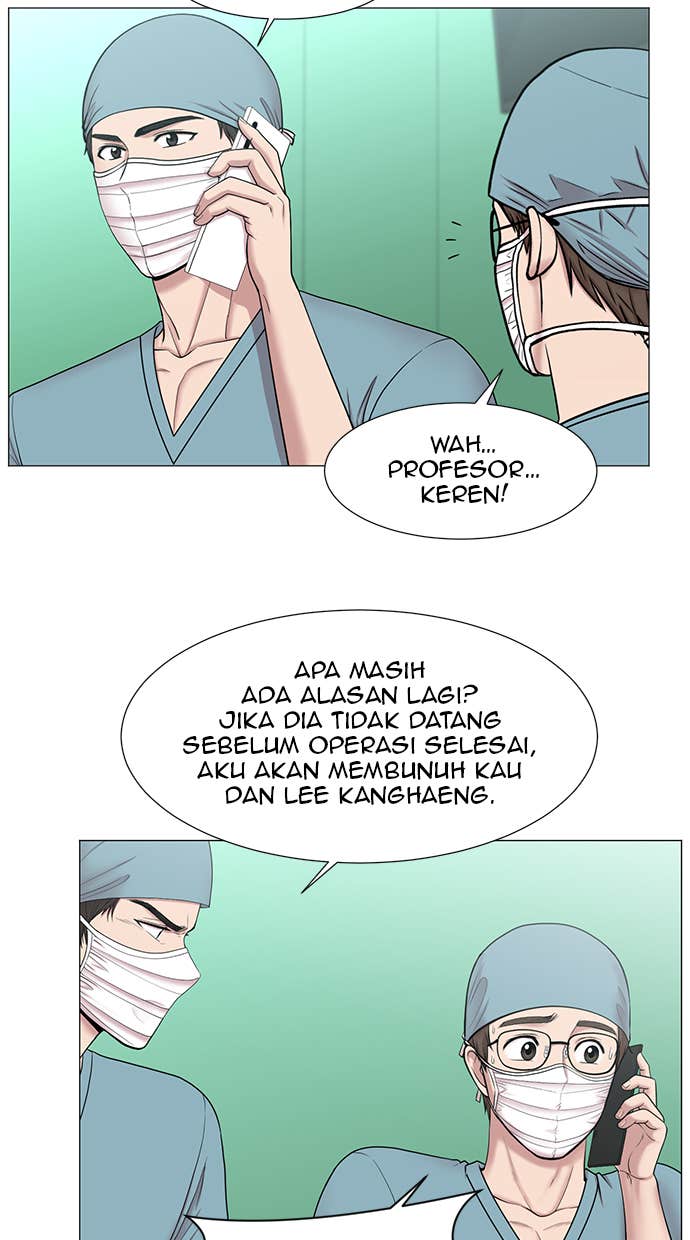 WAH...
PROFESOR...
KEREN!
APA MASIH
ADA ALASAN LAGI?
JIKA DIA TIDAK DATANG
SEBELUM OPERASI SELESAI,
AKU AKAN MEMBUNUH KAU
DAN LEE KANGHAENG.